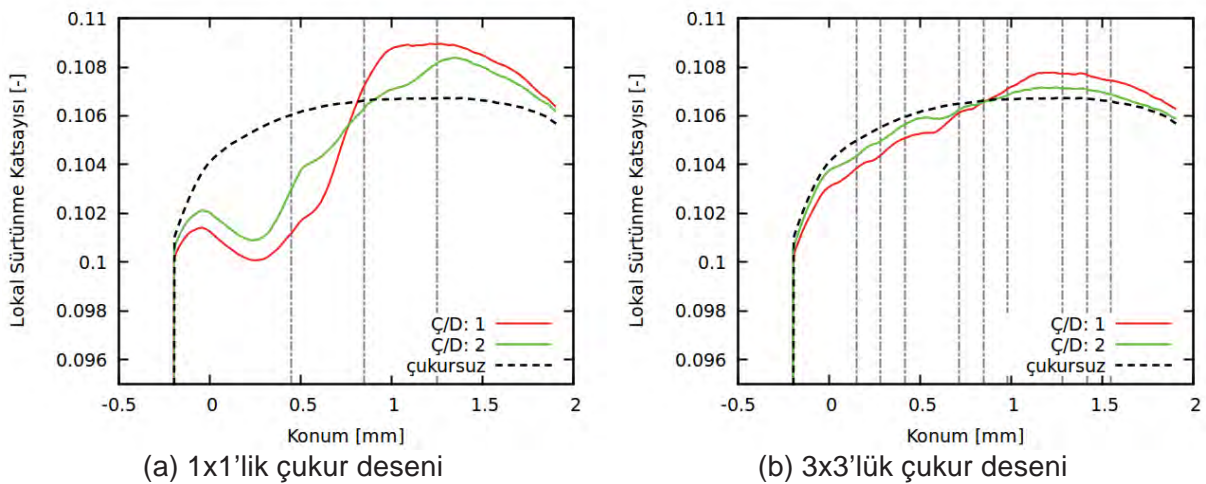 Lokal Sürtünme Katsayısı [-]
0.11
0.108
0.106
0.104
0.102
0.1
0.098
0.096
Ç/D: 1
Ç/D: 2
çukursuz
-0.5
0
0.5
1
1.5
2
Konum [mm]
(a) 1x1'lik çukur deseni
Lokal Sürtünme Katsayısı [-]
0.11
0.108
0.106
0.104
0.102
0.1
0.098
0.096
Ç/D: 1
Ç/D: 2
çukursuz
-0.5
0
0.5
1
1.5
2
Konum [mm]
(b) 3x3'lük çukur deseni